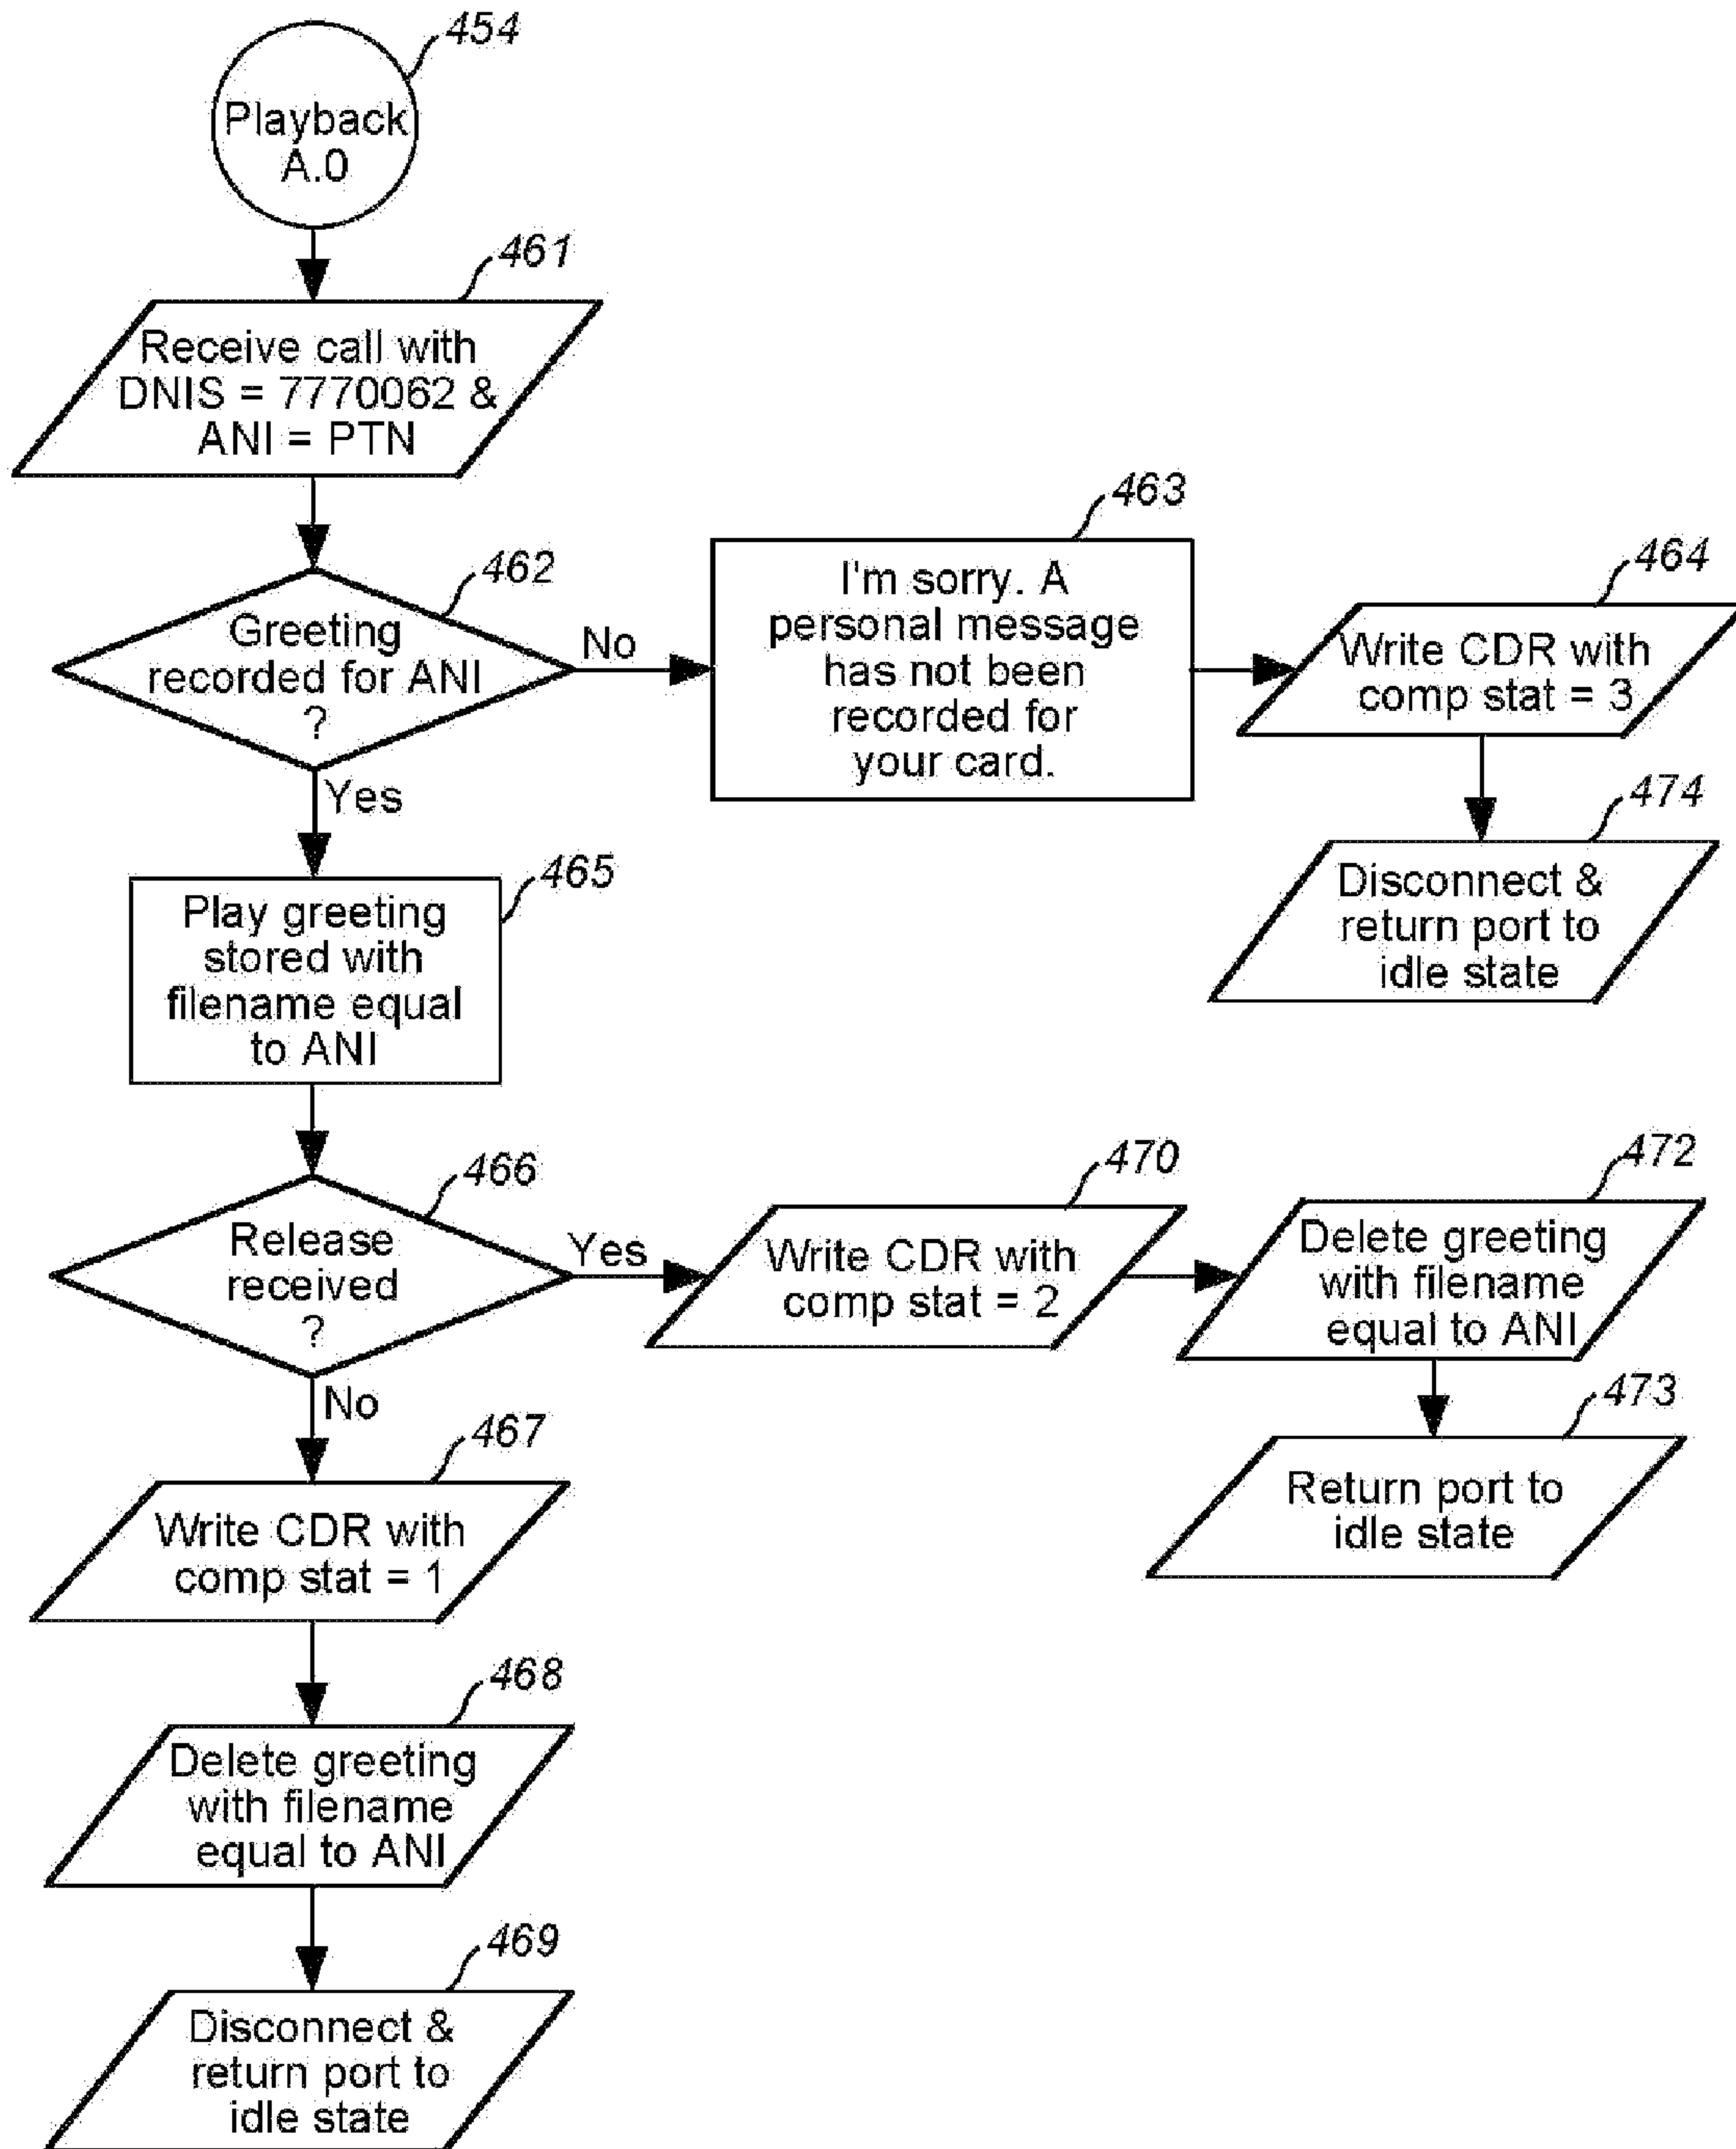 454
Playback
A.0
461
Receive call with
DNIS = 7770062 &
ANI = PTN
462
Greeting
recorded for ANI
?
No
463
I'm sorry. A
personal message
has not been
recorded for
your card.
464
Write CDR with
comp stat = 3
474
Disconnect &
return port to
idle state
Yes
465
Play greeting
stored with
filename equal
to ANI
466
Release
received
?
Yes
470
Write CDR with
comp stat = 2
472
Delete greeting
with filename
equal to ANI
473
Return port to
idle state
No
467
Write CDR with
comp stat = 1
468
Delete greeting
with filename
equal to ANI
469
Disconnect &
return port to
idle state